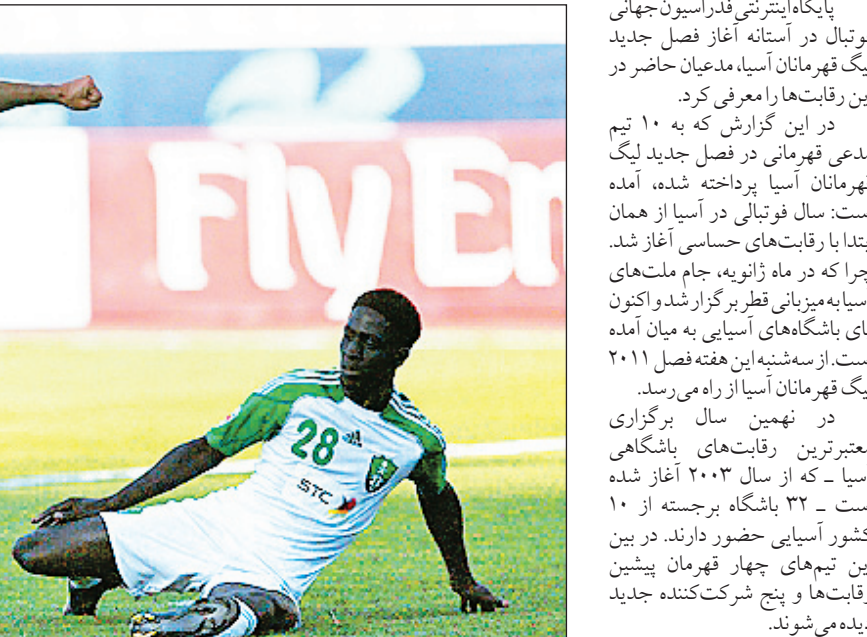 پایگاه اینترنتی فدراسیون جهانی
فوتبال در آستانه آغاز فصل جدید
لیگ قهرمانان آسیا، مدعیان حاضر در
این رقابت‌ها را معرفی کرد.
در این گزارش که به ۱۰ تیم
مدعی قهرمانی در فصل جدید لیگ
قهرمانان آسیا پرداخته شده، آمده
است: سال فوتبالی در آسیا از همان
ابتدا با رقابت‌های حساسی آغاز شد.
چرا که در ماه ژانویه، جام ملت‌های
آسیا به میزبانی قطر برگزار شد و اکنون
پای باشگاه‌های آسیایی به میان آمده
است. از سه‌شنبه این هفته فصل ۲۰۱۱
لیگ قهرمانان آسیا از راه می‌رسد.
در نهمین سال برگزاری
معتبرترین رقابت‌های باشگاهی
آسیا ـ که از سال ۲۰۰۳ آغاز شده
است ـ ۳۲ باشگاه برجسته از ۱۰
کشور آسیایی حضور دارند. در بین
این تیم‌های چهار قهرمان پیشین
رقابت‌ها و پنج شرکت‌کننده جدید
دیده می‌شوند.
Fly Em
28
STC